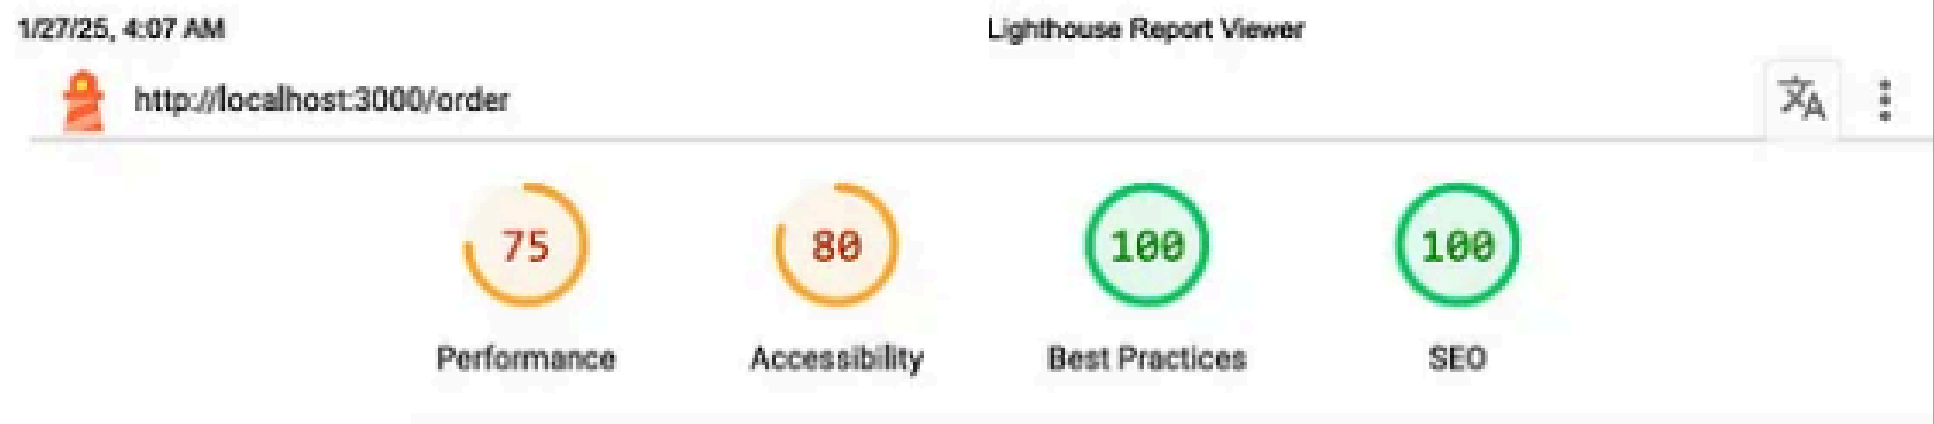 1/27/25, 4:07 AM Lighthouse Report Viewer
http://localhost:3000/order
75 80 100 100
Performance Accessibility Best Practices SEO